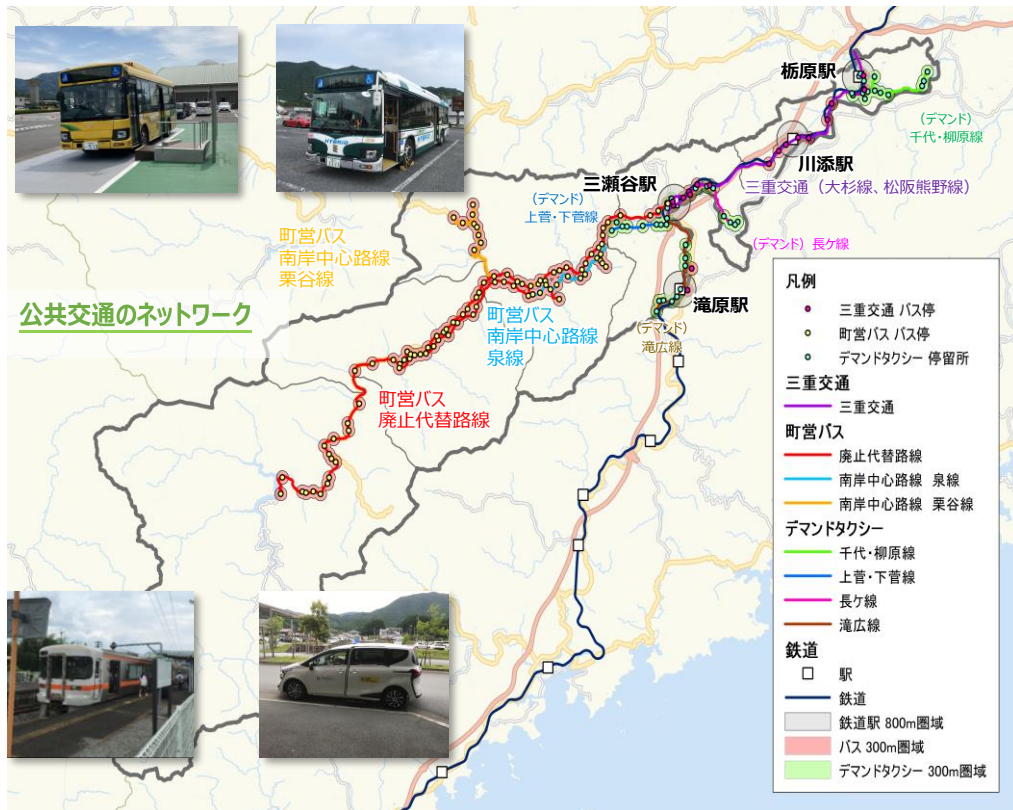 公共交通のネットワーク
栃原駅
(デマンド)
千代・柳原線
川添駅
三瀬谷駅
三重交通（大杉線、松阪熊野線）
(デマンド)
上菅・下菅線
(デマンド) 長ケ線
町営バス
南岸中心路線
栗谷線
滝原駅
(デマンド)
滝広線
町営バス
南岸中心路線
泉線
町営バス
廃止代替路線
凡例
三重交通 バス停
町営バス バス停
デマンドタクシー 停留所
三重交通
三重交通
町営バス
廃止代替路線
南岸中心路線 泉線
南岸中心路線 栗谷線
デマンドタクシー
千代・柳原線
上菅・下菅線
長ケ線
滝広線
鉄道
駅
鉄道
鉄道駅 800m圏域
バス 300m圏域
デマンドタクシー 300m圏域
HYBRID